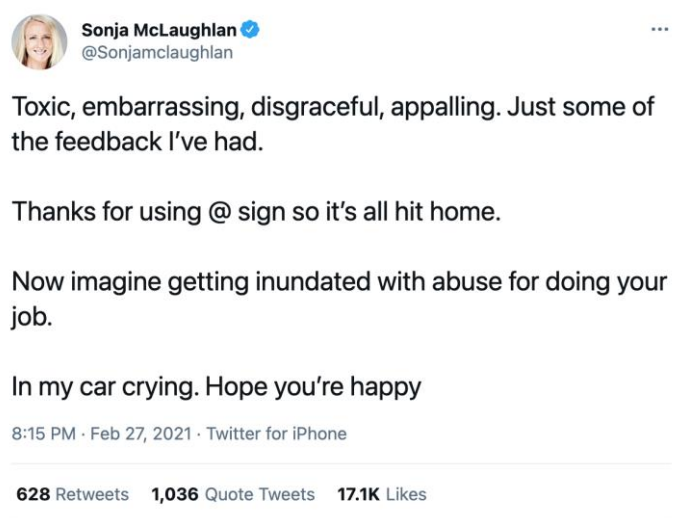 Sonja McLaughlan
@Sonjamclaughlan
Toxic, embarrassing, disgraceful, appalling. Just some of
the feedback I’ve had.
Thanks for using @ sign so it’s all hit home.
Now imagine getting inundated with abuse for doing your
job.
In my car crying. Hope you’re happy
8:15 PM · Feb 27, 2021 · Twitter for iPhone
628 Retweets 1,036 Quote Tweets 17.1K Likes